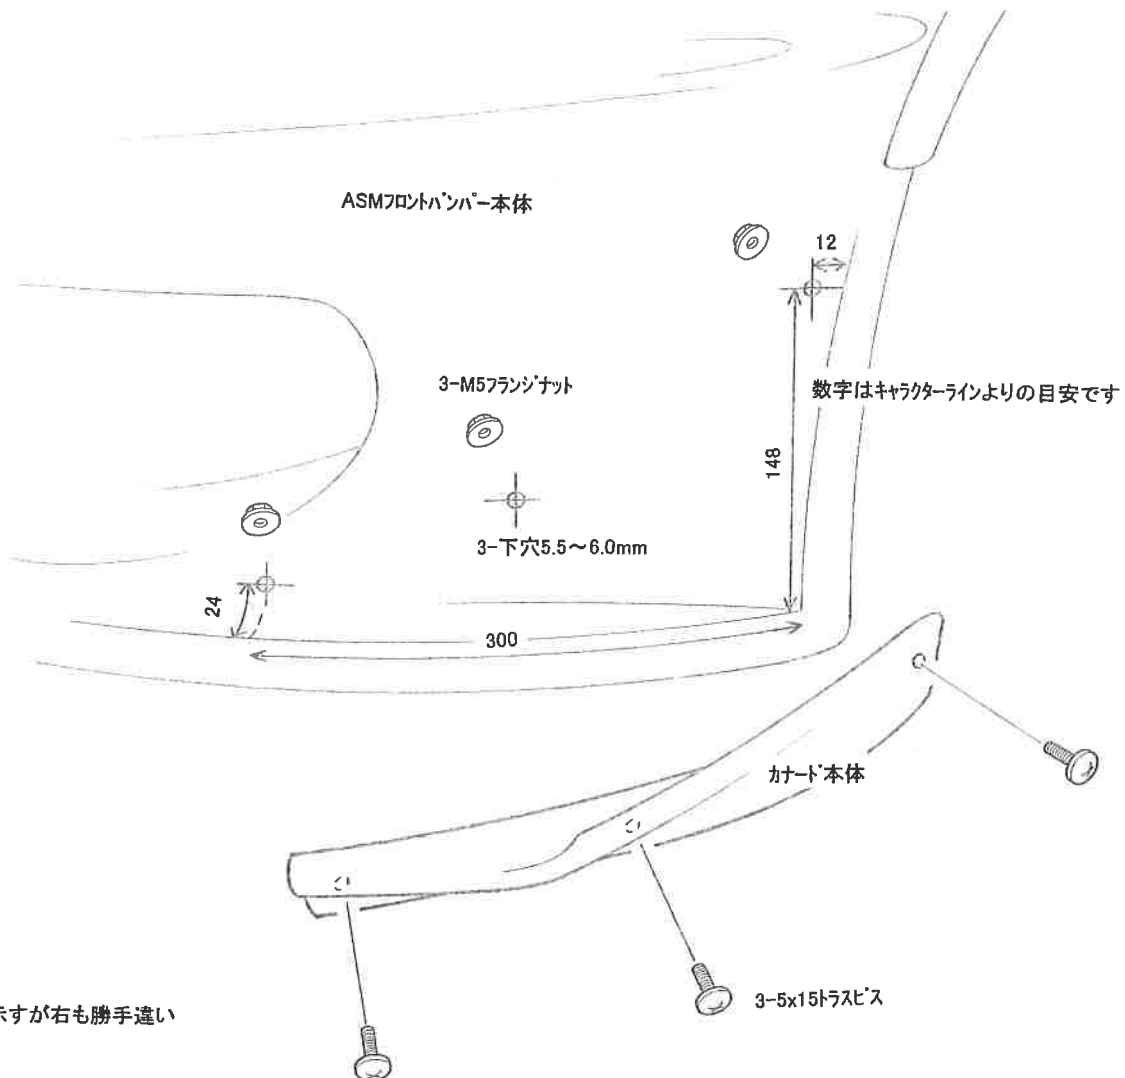 ASMフロントバンパー本体
12
3-M5フランジナット
数字はキャラクターラインよりの目安です
148
3-下穴5.5～6.0mm
24
300
カナード本体
3-5x15トラスビス
示すが右も勝手違い